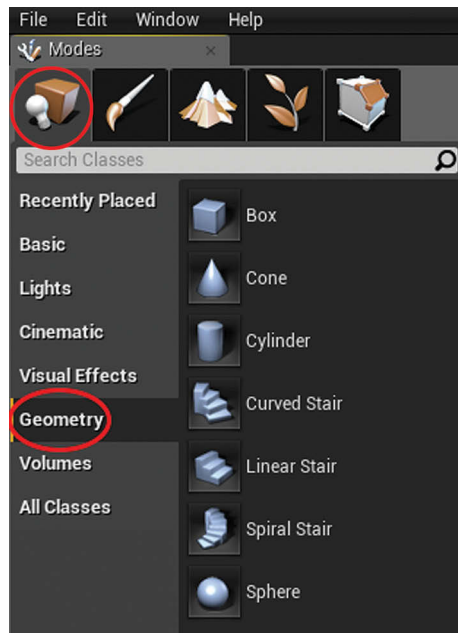 File Edit Window Help
Modes ×
Search Classes
Recently Placed
Basic
Lights
Cinematic
Visual Effects
Geometry
Volumes
All Classes
Box
Cone
Cylinder
Curved Stair
Linear Stair
Spiral Stair
Sphere